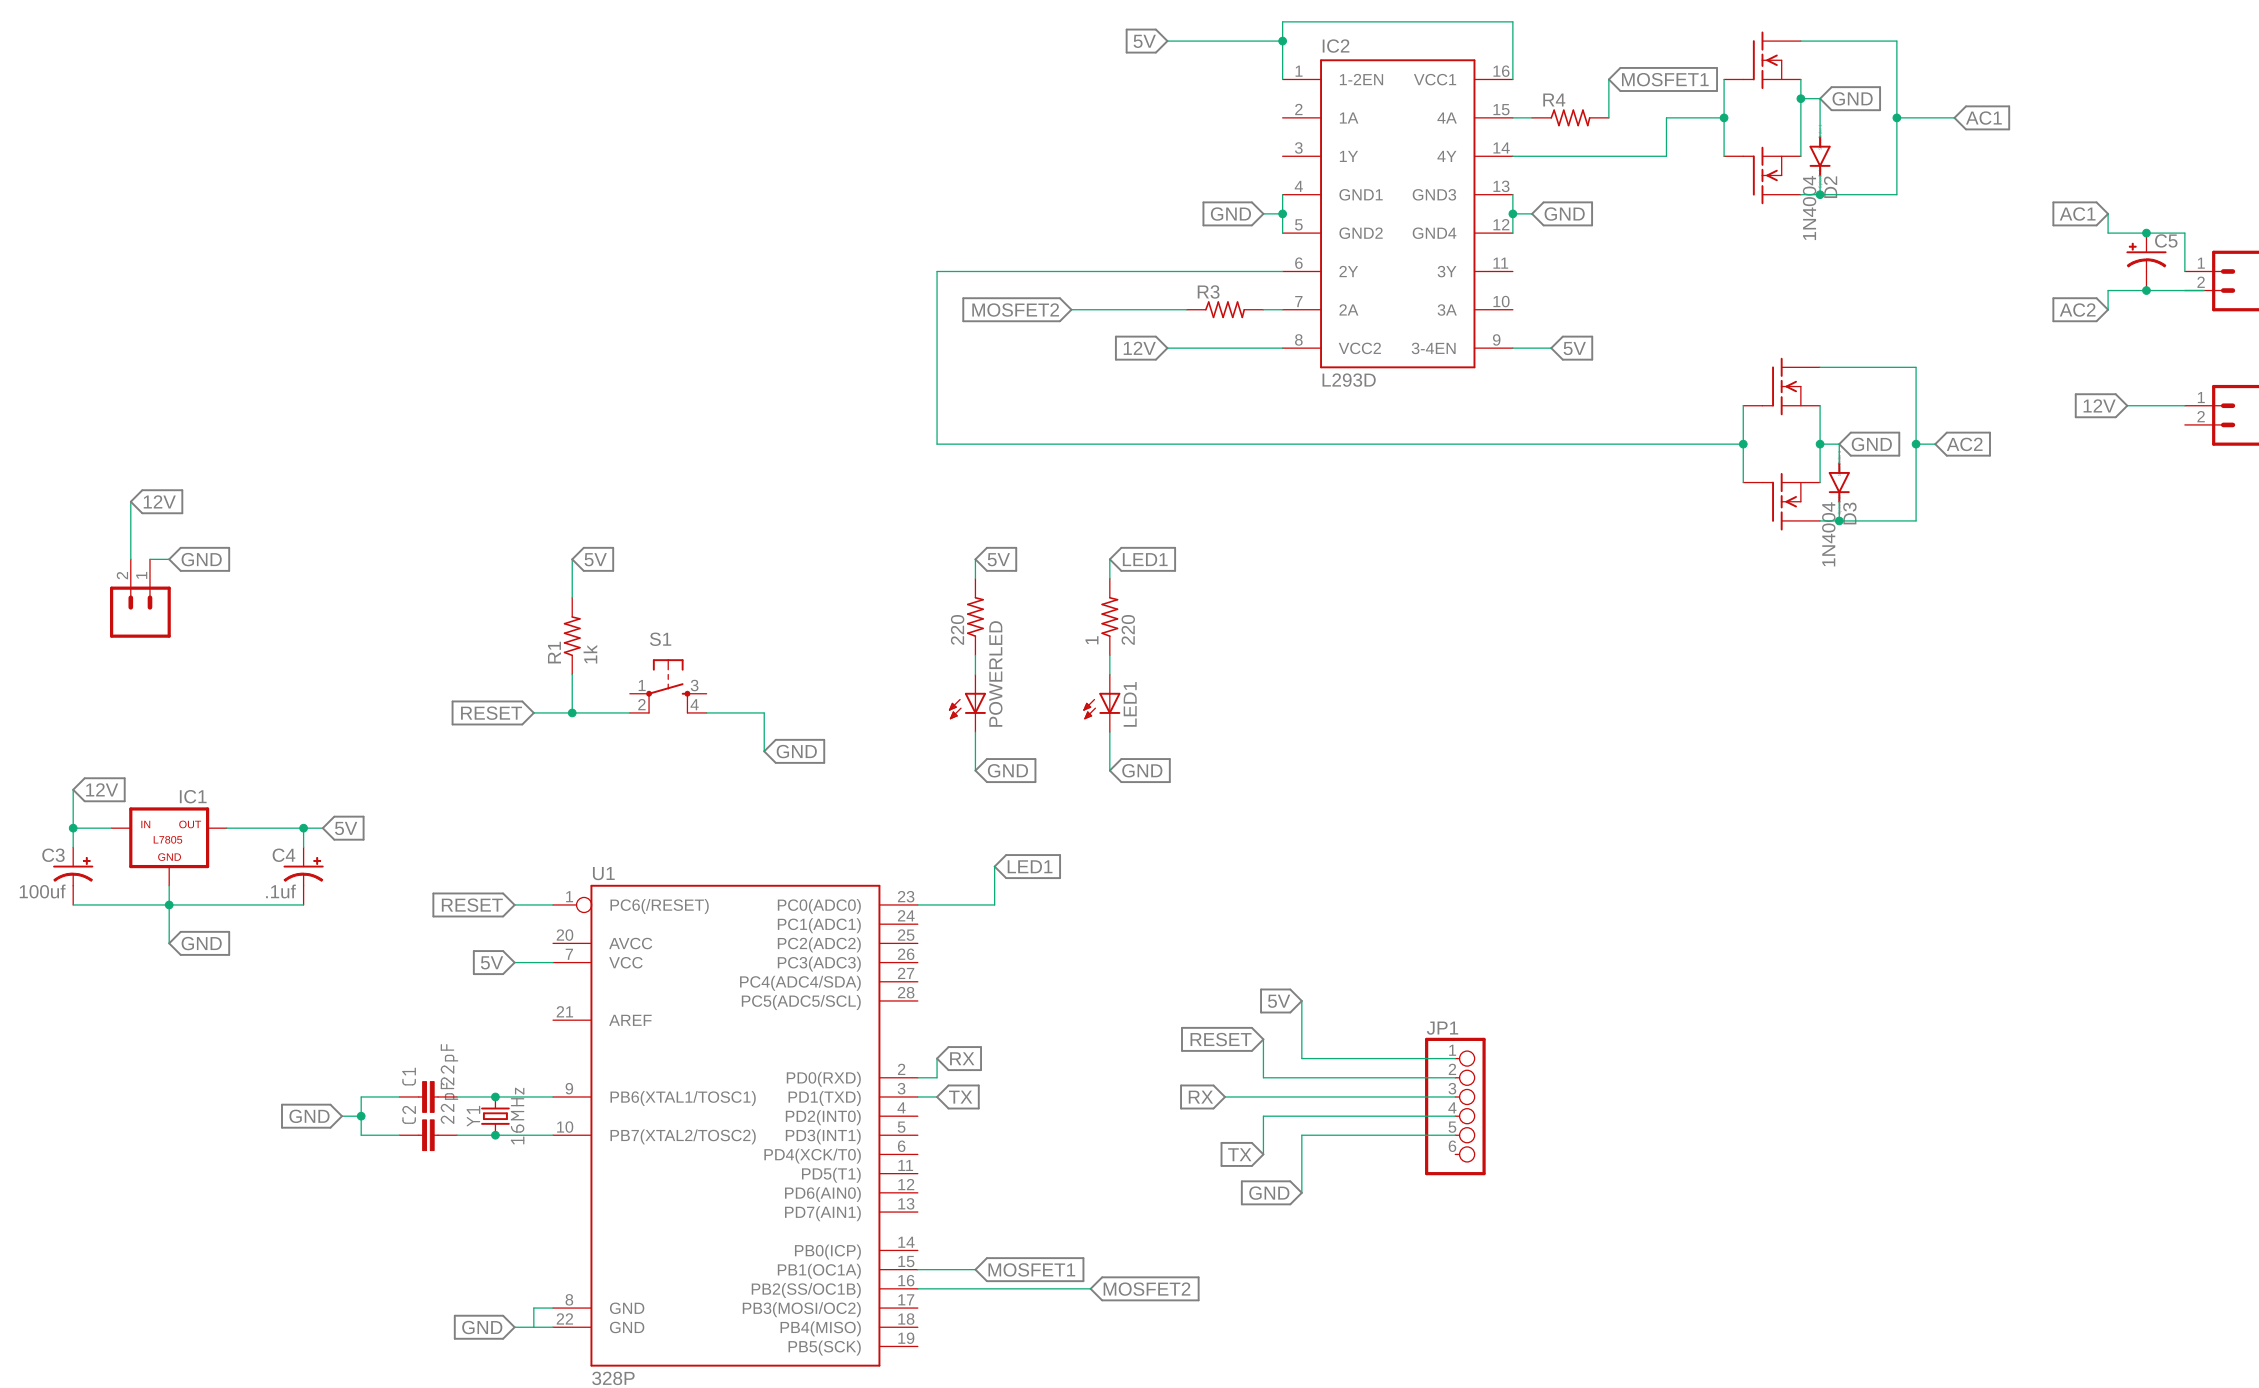 5V
IC2
1 1-2EN VCC1 16
2 1A 4A 15
3 1Y 4Y 14
4 GND1 GND3 13
5 GND2 GND4 12
6 2Y 3Y 11
7 2A 3A 10
8 VCC2 3-4EN 9
L293D
GND
GND
MOSFET2
R3
12V
5V
R4
MOSFET1
GND
AC1
1N4004
D2
GND
AC2
1N4004
D3
AC1
C5
AC2
1
2
12V
1
2
12V
GND
2
1
5V
R1
1k
S1
1
2
3
4
RESET
GND
5V
220
POWERLED
GND
LED1
1
220
LED1
GND
12V
IC1
IN OUT
L7805
GND
5V
C3
100uf
C4
.1uf
GND
U1
RESET
1 PC6(/RESET)
20 AVCC
5V
7 VCC
21 AREF
9 PB6(XTAL1/TOSC1)
10 PB7(XTAL2/TOSC2)
GND
8 GND
22 GND
C1
22pF
C2
22pF
Y1
16MHz
GND
PC0(ADC0) 23
PC1(ADC1) 24
PC2(ADC2) 25
PC3(ADC3) 26
PC4(ADC4/SDA) 27
PC5(ADC5/SCL) 28
PD0(RXD) 2
PD1(TXD) 3
PD2(INT0) 4
PD3(INT1) 5
PD4(XCK/T0) 6
PD5(T1) 11
PD6(AIN0) 12
PD7(AIN1) 13
PB0(ICP) 14
PB1(OC1A) 15
PB2(SS/OC1B) 16
PB3(MOSI/OC2) 17
PB4(MISO) 18
PB5(SCK) 19
328P
LED1
RX
TX
MOSFET1
MOSFET2
5V
RESET
RX
TX
GND
JP1
1
2
3
4
5
6